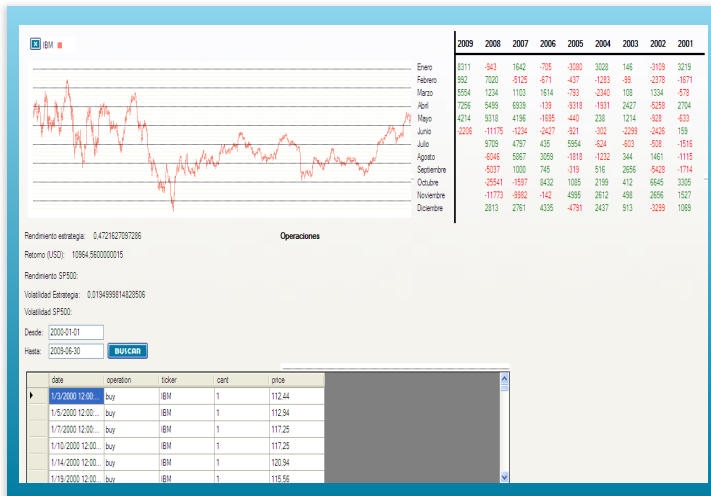 IBM
2009 2008 2007 2006 2005 2004 2003 2002 2001
Enero 8311 -943 1642 -705 -3080 3028 146 -3109 3219
Febrero 992 7020 -5125 -671 -437 -1283 -99 -2378 -1671
Marzo 5554 1234 1103 1614 -793 -2340 108 1334 -578
Abril 7256 5499 6939 -139 -9318 -1931 2427 -5258 2704
Mayo 4214 9318 4196 -1695 -440 238 1214 -928 -633
Junio -2206 -11175 -1234 -2427 -921 -302 -2299 -2426 159
Julio 9709 4797 435 5954 -624 -603 -508 -1516
Agosto -6046 5867 3059 -1818 -1232 344 1461 -1115
Septiembre -5037 1000 745 -319 516 2656 -5428 -1714
Octubre -25541 -1597 8432 1085 2199 412 6645 3305
Noviembre -11773 -9982 -142 4995 2612 498 2656 1527
Diciembre 2813 2761 4335 -4791 2437 913 -3299 1069
Rendimiento estrategia: 0,4721627097286
Operaciones
Retorno (USD): 10964,5600000015
Rendimiento SP500:
Volatilidad Estrategia: 0,0194999814828506
Volatilidad SP500:
Desde: 2000-01-01
Hasta: 2009-06-30 BUSCAR
date operation ticker cant price
1/3/2000 12:00:... buy IBM 1 112,44
1/5/2000 12:00:... buy IBM 1 112,94
1/7/2000 12:00:... buy IBM 1 117,25
1/10/2000 12:00... buy IBM 1 117,25
1/14/2000 12:00... buy IBM 1 120,94
1/19/2000 12:00... buy IBM 1 115,56